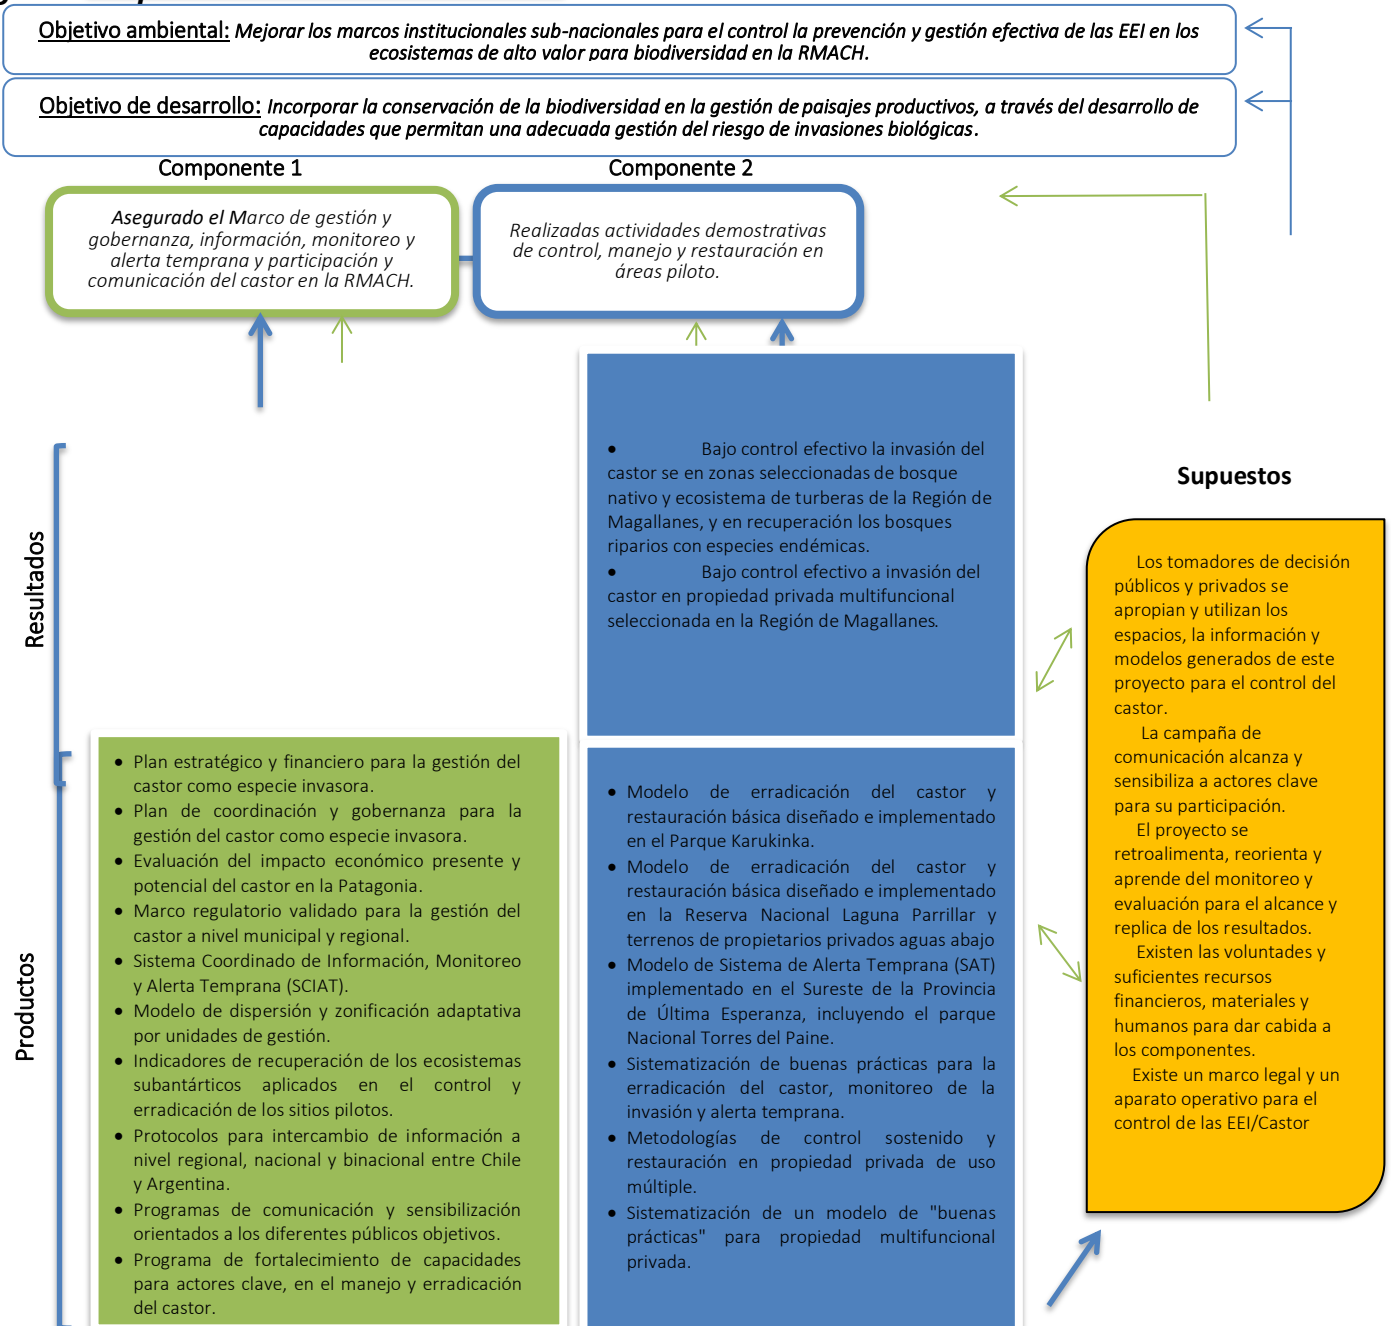 Objetivo ambiental: Mejorar los marcos institucionales sub-nacionales para el control la prevención y gestión efectiva de las EEI en los
ecosistemas de alto valor para biodiversidad en la RMACH.
Objetivo de desarrollo: Incorporar la conservación de la biodiversidad en la gestión de paisajes productivos, a través del desarrollo de
capacidades que permitan una adecuada gestión del riesgo de invasiones biológicas.
Componente 1
Asegurado el Marco de gestión y
gobernanza, información, monitoreo y
alerta temprana y participación y
comunicación del castor en la RMACH.
Componente 2
Realizadas actividades demostrativas
de control, manejo y restauración en
áreas piloto.
Resultados
• Bajo control efectivo la invasión del
castor se en zonas seleccionadas de bosque
nativo y ecosistema de turberas de la Región de
Magallanes, y en recuperación los bosques
riparios con especies endémicas.
• Bajo control efectivo a invasión del
castor en propiedad privada multifuncional
seleccionada en la Región de Magallanes.
Productos
• Plan estratégico y financiero para la gestión del
castor como especie invasora.
• Plan de coordinación y gobernanza para la
gestión del castor como especie invasora.
• Evaluación del impacto económico presente y
potencial del castor en la Patagonia.
• Marco regulatorio validado para la gestión del
castor a nivel municipal y regional.
• Sistema Coordinado de Información, Monitoreo
y Alerta Temprana (SCIAT).
• Modelo de dispersión y zonificación adaptativa
por unidades de gestión.
• Indicadores de recuperación de los ecosistemas
subantárticos aplicados en el control y
erradicación de los sitios pilotos.
• Protocolos para intercambio de información a
nivel regional, nacional y binacional entre Chile
y Argentina.
• Programas de comunicación y sensibilización
orientados a los diferentes públicos objetivos.
• Programa de fortalecimiento de capacidades
para actores clave, en el manejo y erradicación
del castor.
• Modelo de erradicación del castor y
restauración básica diseñado e implementado
en el Parque Karukinka.
• Modelo de erradicación del castor y
restauración básica diseñado e implementado
en la Reserva Nacional Laguna Parrillar y
terrenos de propietarios privados aguas abajo
• Modelo de Sistema de Alerta Temprana (SAT)
implementado en el Sureste de la Provincia
de Última Esperanza, incluyendo el parque
Nacional Torres del Paine.
• Sistematización de buenas prácticas para la
erradicación del castor, monitoreo de la
invasión y alerta temprana.
• Metodologías de control sostenido y
restauración en propiedad privada de uso
múltiple.
• Sistematización de un modelo de "buenas
prácticas" para propiedad multifuncional
privada.
Supuestos
Los tomadores de decisión
públicos y privados se
apropian y utilizan los
espacios, la información y
modelos generados de este
proyecto para el control del
castor.
La campaña de
comunicación alcanza y
sensibiliza a actores clave
para su participación.
El proyecto se
retroalimenta, reorienta y
aprende del monitoreo y
evaluación para el alcance y
replica de los resultados.
Existen las voluntades y
suficientes recursos
financieros, materiales y
humanos para dar cabida a
los componentes.
Existe un marco legal y un
aparato operativo para el
control de las EEI/Castor